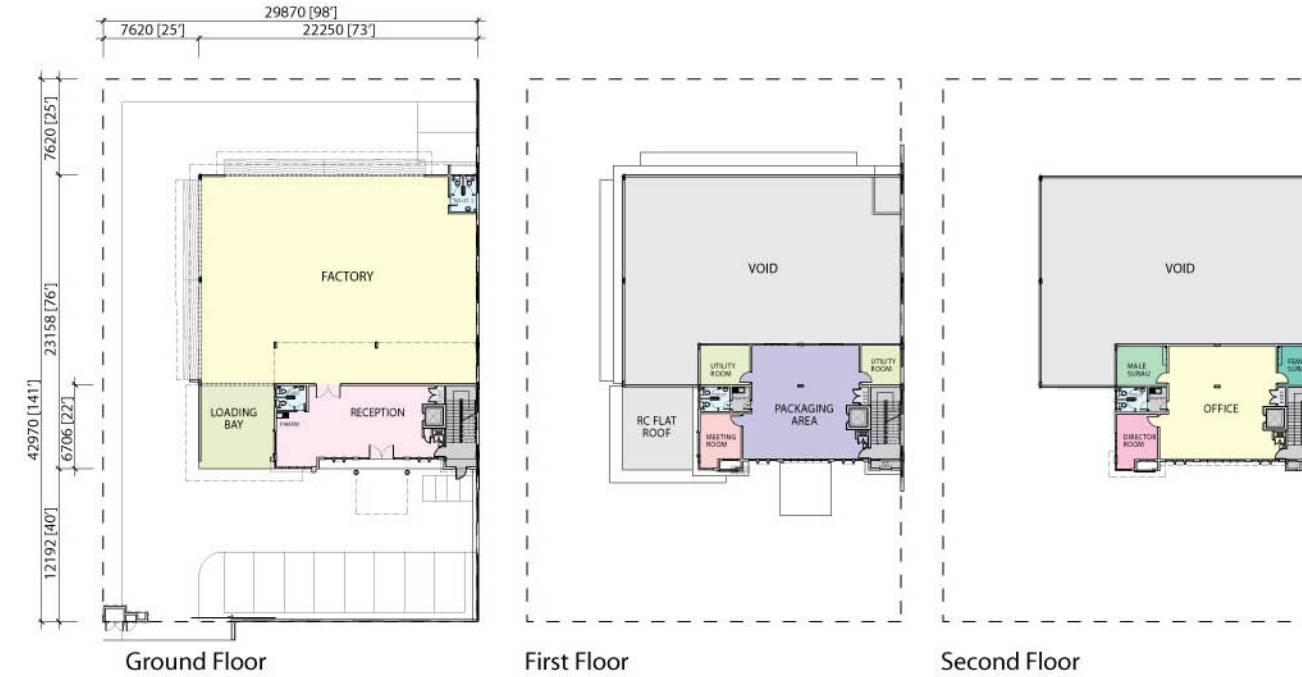 29870 [98']
7620 [25']
22250 [73']
7620 [25']
23158 [76']
42970 [141']
6706 [22']
12192 [40']
FACTORY
LOADING
BAY
RECEPTION
PANTRY
Ground Floor
VOID
UTILITY
ROOM
UTILITY
ROOM
RC FLAT
ROOF
PACKAGING
AREA
MEETING
ROOM
First Floor
VOID
MALE
SURAU
OFFICE
DIRECTOR
ROOM
Second Floor